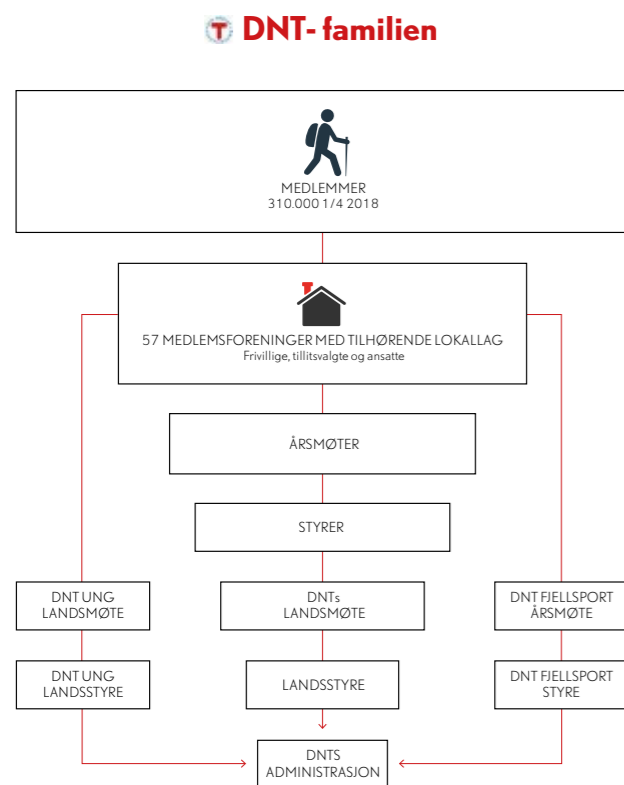 DNT- familien
MEDLEMMER
310.000 1/4 2018
57 MEDLEMSFORENINGER MED TILHØRENDE LOKALLAG
Frivillige, tillitsvalgte og ansatte
ÅRSMØTER
STYRER
DNT UNG
LANDSMØTE
DNTs
LANDSMØTE
DNT FJELLSPORT
ÅRSMØTE
DNT UNG
LANDSSTYRE
LANDSSTYRE
DNT FJELLSPORT
STYRE
DNTS
ADMINISTRASJON